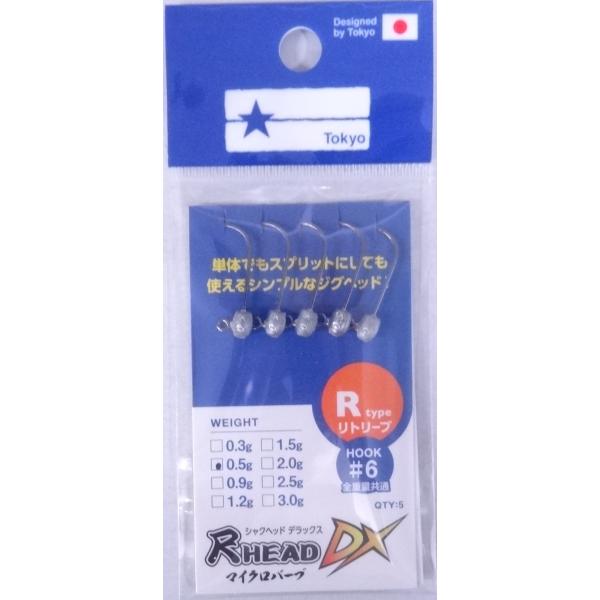 Designed
by Tokyo
Tokyo
単体でもスプリットにしても
使えるシンプルなジグヘッド!
R type
リトリーブ
HOOK
#6
全重量共通
QTY:5
WEIGHT
0.3g 1.5g
0.5g 2.0g
0.9g 2.5g
1.2g 3.0g
シャクヘッド デラックス
RHEAD DX
マイクロバーブ